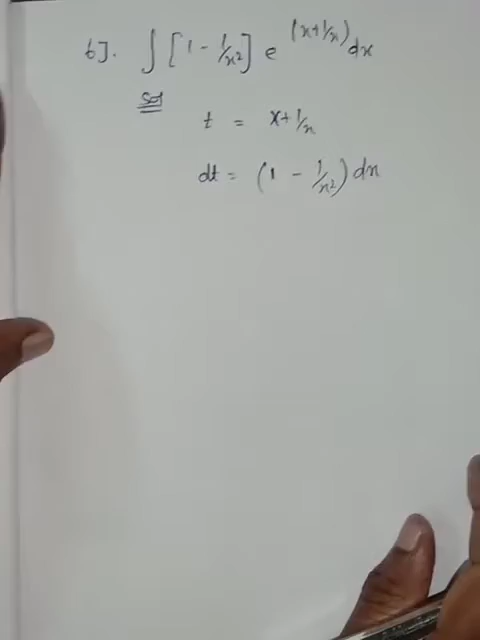 6]. ∫ [1 - 1/x²] e^(x+1/x) dx
Sol
t = x + 1/x
dt = (1 - 1/x²) dx